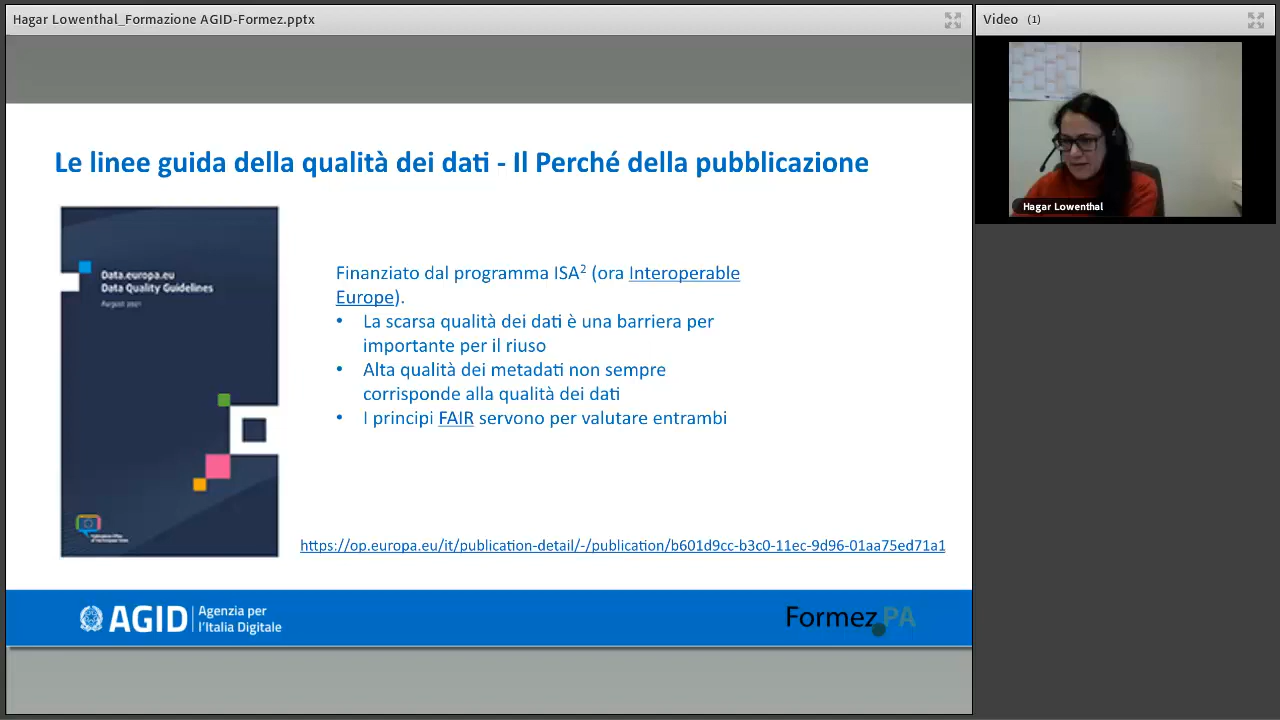 Hagar Lowenthal_Formazione AGID-Formez.pptx
Video (1)
Hagar Lowenthal
Le linee guida della qualità dei dati - Il Perché della pubblicazione
Data.europa.eu
Data Quality Guidelines
August 2021
Finanziato dal programma ISA² (ora Interoperable
Europe).
• La scarsa qualità dei dati è una barriera per
importante per il riuso
• Alta qualità dei metadati non sempre
corrisponde alla qualità dei dati
• I principi FAIR servono per valutare entrambi
https://op.europa.eu/it/publication-detail/-/publication/b601d9cc-b3c0-11ec-9d96-01aa75ed71a1
AGID
Agenzia per
l'Italia Digitale
Formez PA